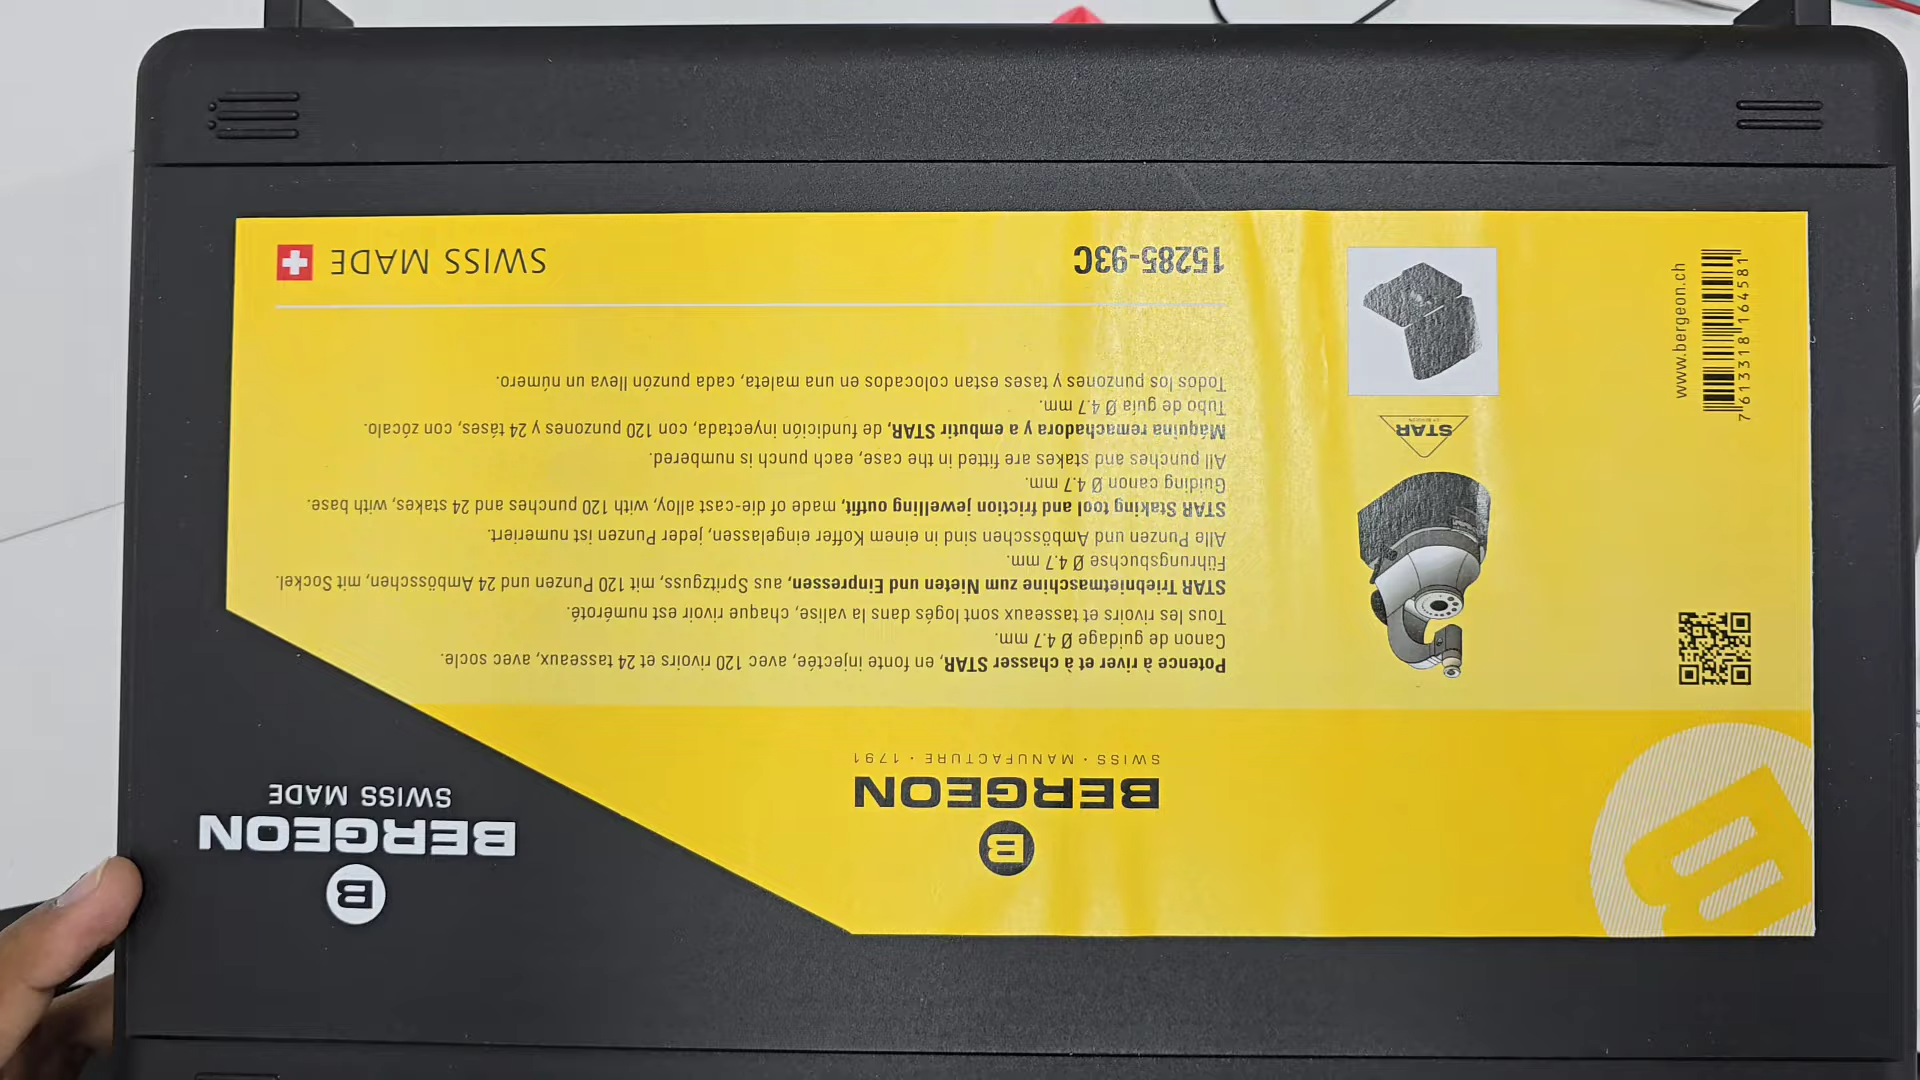 B
BERGEON
SWISS MADE
B
BERGEON
SWISS • MANUFACTURE • 1791
B
Potence à river et à chasser STAR, en fonte injectée, avec 120 rivoirs et 24 tasseaux, avec socle.
Canon de guidage Ø 4.7 mm.
Tous les rivoirs et tasseaux sont logés dans la valise, chaque rivoir est numéroté.
STAR Triebnietmaschine zum Nieten und Einpressen, aus Spritzguss, mit 120 Punzen und 24 Ambösschen, mit Sockel.
Führungsbuchse Ø 4.7 mm.
Alle Punzen und Ambösschen sind in einem Koffer eingelassen, jeder Punzen ist numeriert.
STAR Staking tool and friction jewelling outfit, made of die-cast alloy, with 120 punches and 24 stakes, with base.
Guiding canon Ø 4.7 mm.
All punches and stakes are fitted in the case, each punch is numbered.
Máquina remachadora y a embutir STAR, de fundición inyectada, con 120 punzones y 24 táses, con zócalo.
Tubo de guía Ø 4.7 mm.
Todos los punzones y tases estan colocados en una maleta, cada punzón lleva un número.
15285-93C
SWISS MADE
STAR
www.bergeon.ch
7 613318 164581